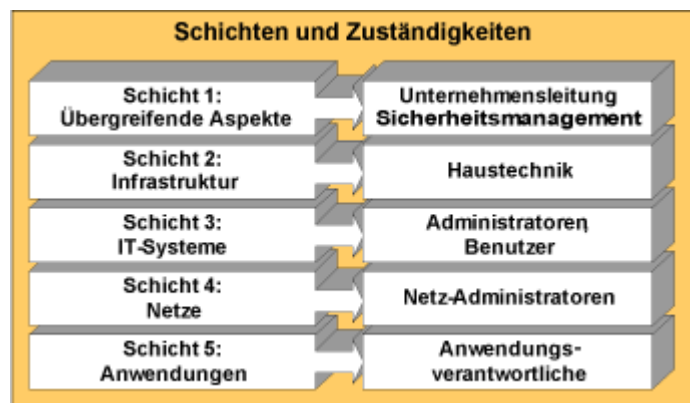 Schichten und Zuständigkeiten
Schicht 1:
Übergreifende Aspekte
Unternehmensleitung
Sicherheitsmanagement
Schicht 2:
Infrastruktur
Haustechnik
Schicht 3:
IT-Systeme
Administratoren,
Benutzer
Schicht 4:
Netze
Netz-Administratoren
Schicht 5:
Anwendungen
Anwendungs-
verantwortliche